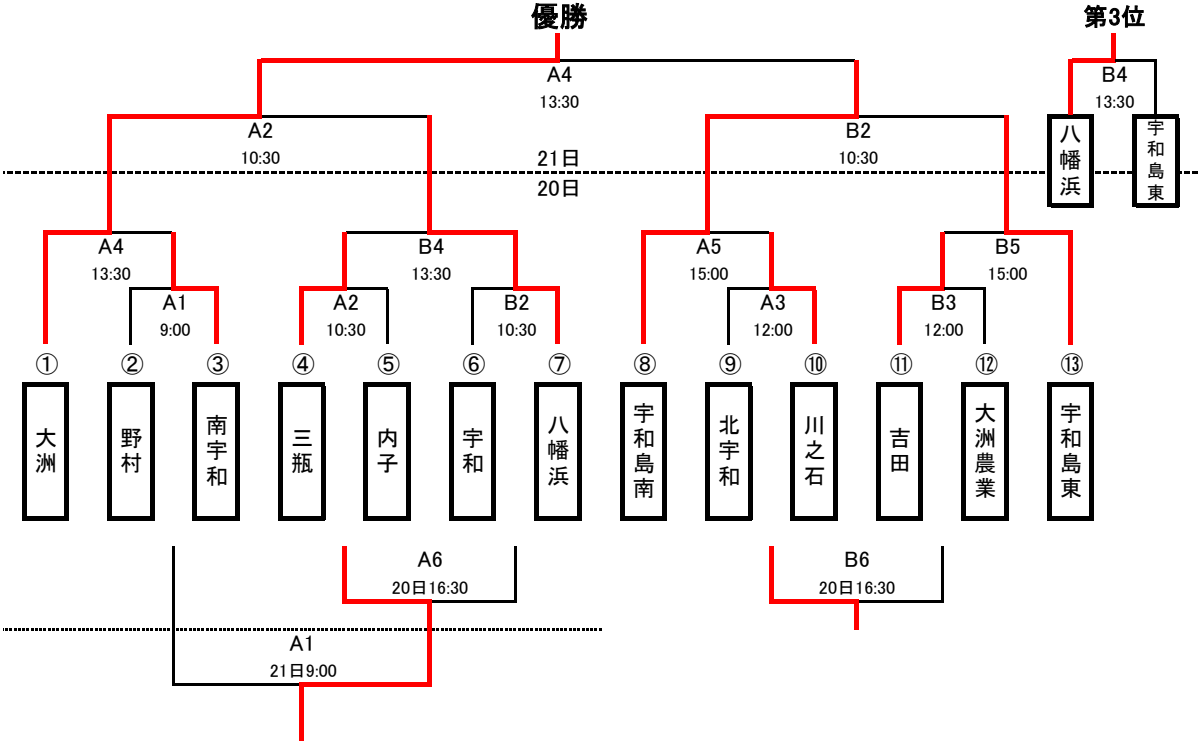 優勝
第3位
A4
13:30
B4
13:30
A2
10:30
B2
10:30
八幡浜
宇和島東
21日
20日
A4
13:30
B4
13:30
A5
15:00
B5
15:00
A1
9:00
A2
10:30
B2
10:30
A3
12:00
B3
12:00
① ② ③ ④ ⑤ ⑥ ⑦ ⑧ ⑨ ⑩ ⑪ ⑫ ⑬
大洲
野村
南宇和
三瓶
内子
宇和
八幡浜
宇和島南
北宇和
川之石
吉田
大洲農業
宇和島東
A6
20日16:30
B6
20日16:30
A1
21日9:00